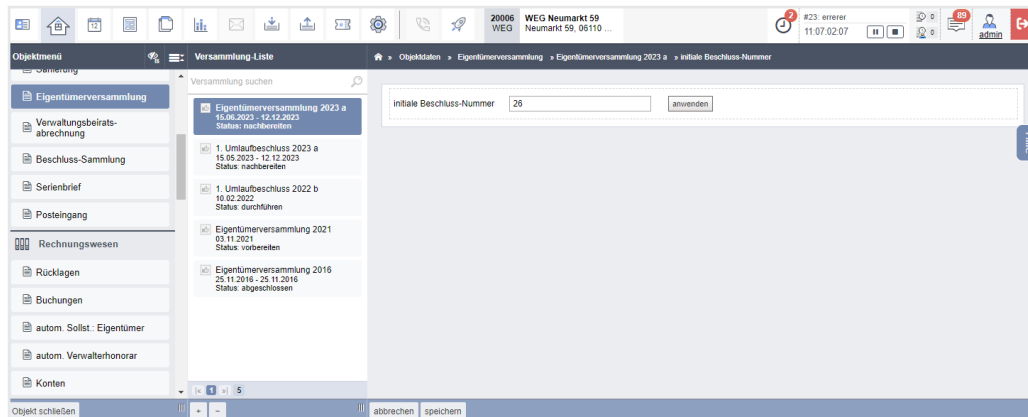 12
20006
WEG
WEG Neumarkt 59
Neumarkt 59, 06110 ...
2
#23: errerer
11:07:02:07
0
0
89
admin
Objektmenü
Versammlung-Liste
» Objektdaten » Eigentümerversammlung » Eigentümerversammlung 2023 a » initiale Beschluss-Nummer
Sanierung
Eigentümerversammlung
Verwaltungsbeirats-
abrechnung
Beschluss-Sammlung
Serienbrief
Posteingang
Rechnungswesen
Rücklagen
Buchungen
autom. Sollst.: Eigentümer
autom. Verwalterhonorar
Konten
Objekt schließen
Versammlung suchen
Eigentümerversammlung 2023 a
15.06.2023 - 12.12.2023
Status: nachbereiten
1. Umlaufbeschluss 2023 a
15.05.2023 - 12.12.2023
Status: nachbereiten
1. Umlaufbeschluss 2022 b
10.02.2022
Status: durchführen
Eigentümerversammlung 2021
03.11.2021
Status: vorbereiten
Eigentümerversammlung 2016
25.11.2016 - 25.11.2016
Status: abgeschlossen
1 5
+ -
initiale Beschluss-Nummer 26 anwenden
abbrechen speichern